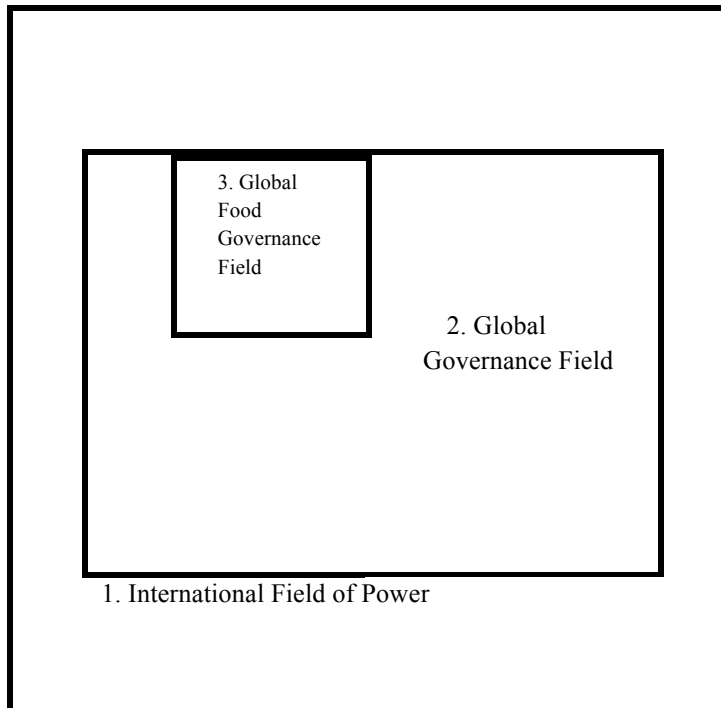 3. Global
Food
Governance
Field
2. Global
Governance Field
1. International Field of Power